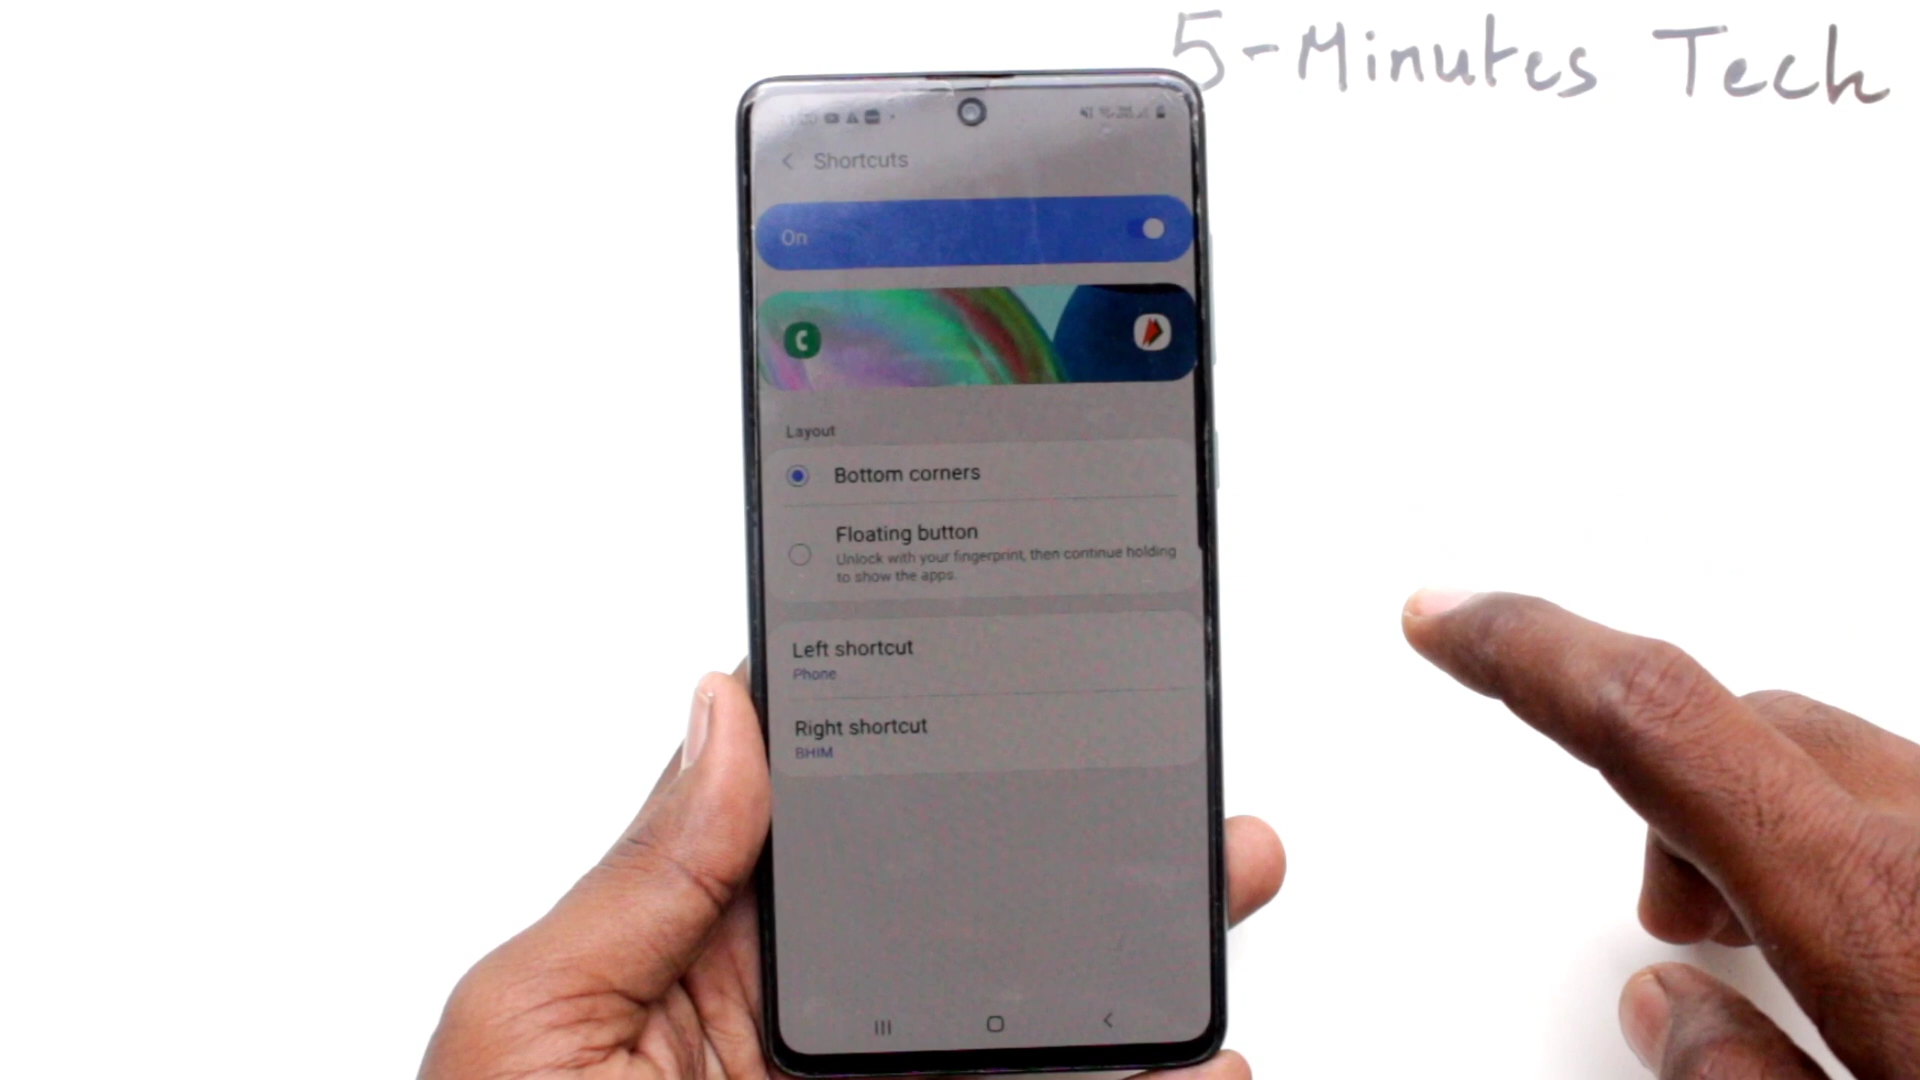 5-Minutes Tech
Shortcuts
On
Layout
Bottom corners
Floating button
Unlock with your fingerprint, then continue holding
to show the apps.
Left shortcut
Phone
Right shortcut
BHIM